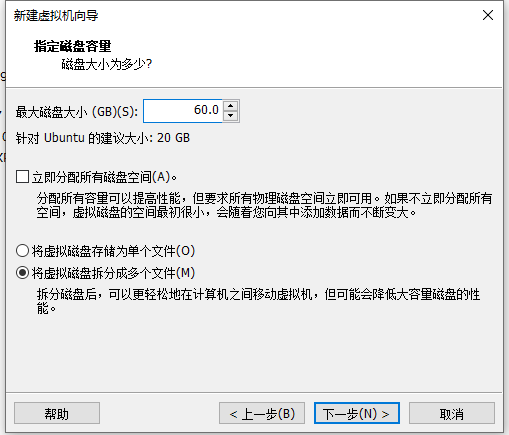 新建虚拟机向导
指定磁盘容量
磁盘大小为多少?
最大磁盘大小 (GB)(S): 60.0
针对 Ubuntu 的建议大小: 20 GB
立即分配所有磁盘空间(A)。
分配所有容量可以提高性能，但要求所有物理磁盘空间立即可用。如果不立即分配所有
空间，虚拟磁盘的空间最初很小，会随着您向其中添加数据而不断变大。
将虚拟磁盘存储为单个文件(O)
将虚拟磁盘拆分成多个文件(M)
拆分磁盘后，可以更轻松地在计算机之间移动虚拟机，但可能会降低大容量磁盘的性
能。
帮助 < 上一步(B) 下一步(N) > 取消